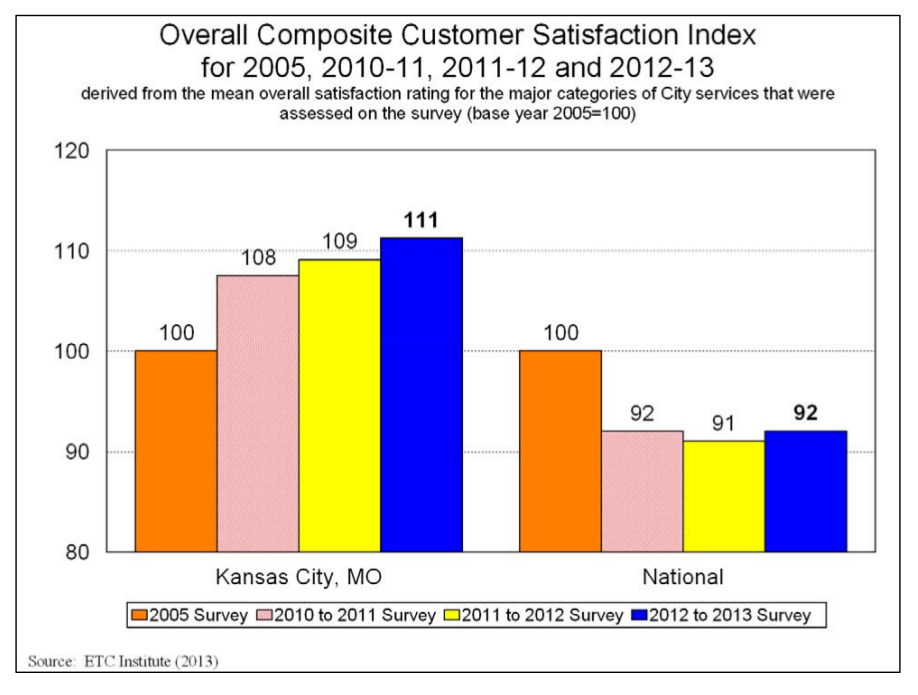 Overall Composite Customer Satisfaction Index
for 2005, 2010-11, 2011-12 and 2012-13
derived from the mean overall satisfaction rating for the major categories of City services that were
assessed on the survey (base year 2005=100)
120
110
100
90
80
100
108
109
111
100
92
91
92
Kansas City, MO
National
2005 Survey 2010 to 2011 Survey 2011 to 2012 Survey 2012 to 2013 Survey
Source: ETC Institute (2013)